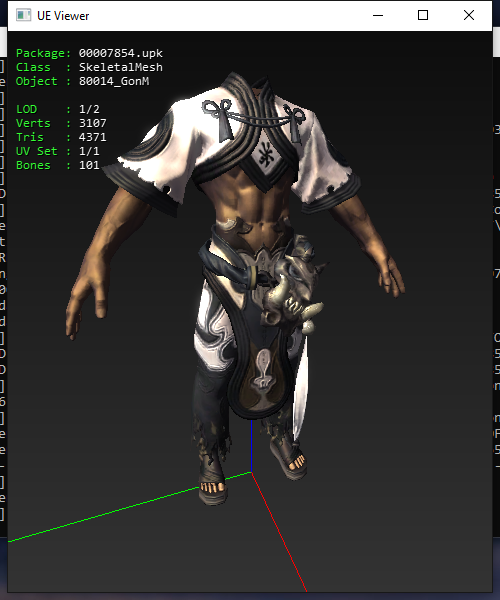 UE Viewer
Package: 00007854.upk
Class : SkeletalMesh
Object : 80014_GonM
LOD : 1/2
Verts : 3107
Tris : 4371
UV Set : 1/1
Bones : 101